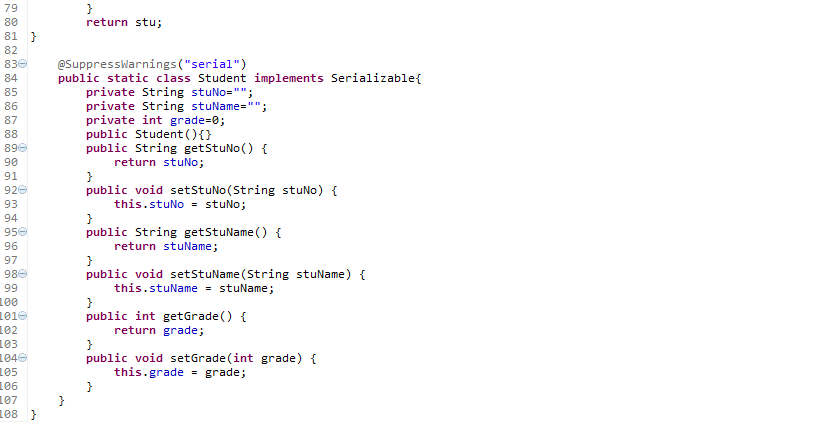 79 }
80 return stu;
81 }
82
83 @SuppressWarnings("serial")
84 public static class Student implements Serializable{
85 private String stuNo="";
86 private String stuName="";
87 private int grade=0;
88 public Student(){}
89 public String getStuNo() {
90 return stuNo;
91 }
92 public void setStuNo(String stuNo) {
93 this.stuNo = stuNo;
94 }
95 public String getStuName() {
96 return stuName;
97 }
98 public void setStuName(String stuName) {
99 this.stuName = stuName;
100 }
101 public int getGrade() {
102 return grade;
103 }
104 public void setGrade(int grade) {
105 this.grade = grade;
106 }
107 }
108 }